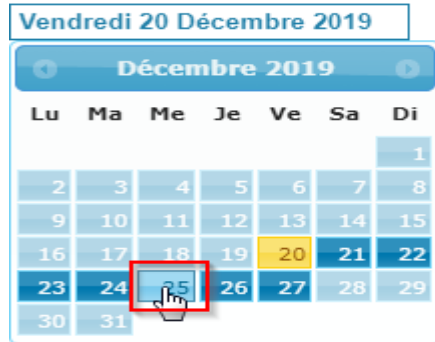 Vendredi 20 Décembre 2019
Décembre 2019
Lu Ma Me Je Ve Sa Di
1
2 3 4 5 6 7 8
9 10 11 12 13 14 15
16 17 18 19 20 21 22
23 24 25 26 27 28 29
30 31